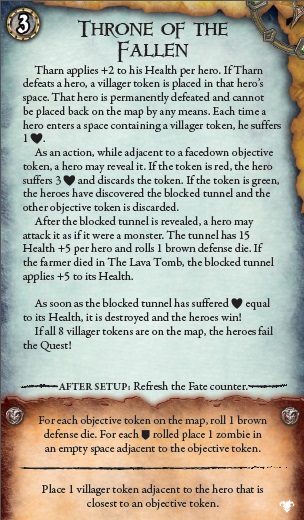 3
THRONE OF THE
FALLEN
Tharn applies +2 to his Health per hero. If Tharn
defeats a hero, a villager token is placed in that hero's
space. That hero is permanently defeated and cannot
be placed back on the map by any means. Each time a
hero enters a space containing a villager token, he suffers
1 ♥.
As an action, while adjacent to a facedown objective
token, a hero may reveal it. If the token is red, the hero
suffers 3 ♥ and discards the token. If the token is green,
the heroes have discovered the blocked tunnel and the
other objective token is discarded.
After the blocked tunnel is revealed, a hero may
attack it as if it were a monster. The tunnel has 15
Health +5 per hero and rolls 1 brown defense die. If
the farmer died in The Lava Tomb, the blocked tunnel
applies +5 to its Health.
As soon as the blocked tunnel has suffered ♥ equal
to its Health, it is destroyed and the heroes win!
If all 8 villager tokens are on the map, the heroes fail
the Quest!
AFTER SETUP: Refresh the Fate counter.
For each objective token on the map, roll 1 brown
defense die. For each rolled place 1 zombie in
an empty space adjacent to the objective token.
Place 1 villager token adjacent to the hero that is
closest to an objective token.